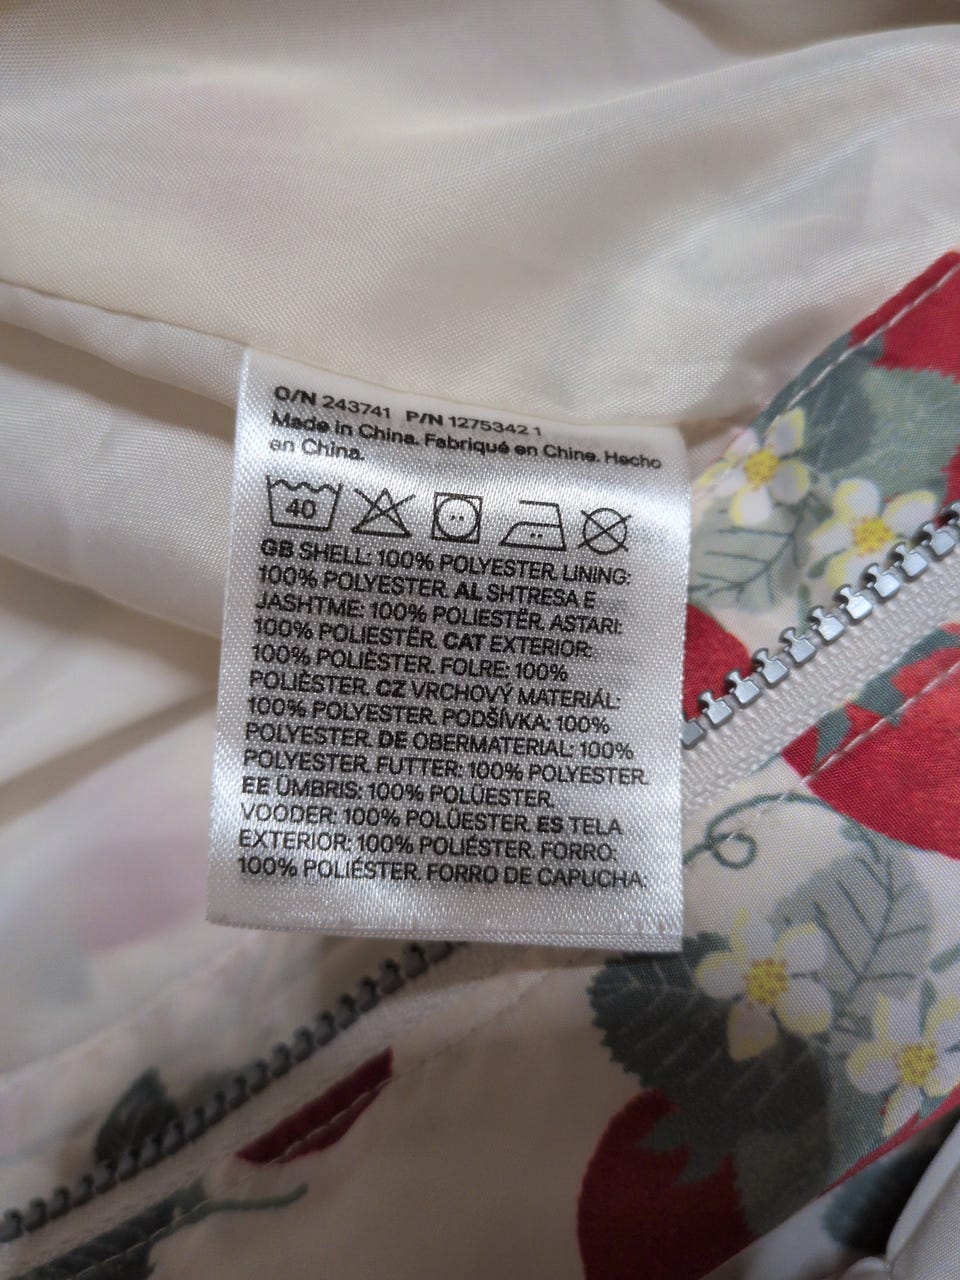 O/N 243741 P/N 1275342 1
Made in China. Fabriqué en Chine. Hecho
en China.
40
GB SHELL: 100% POLYESTER. LINING:
100% POLYESTER. AL SHTRESA E
JASHTME: 100% POLIESTËR. ASTARI:
100% POLIESTËR. CAT EXTERIOR:
100% POLIÈSTER. FOLRE: 100%
POLIÈSTER. CZ VRCHOVÝ MATERIÁL:
100% POLYESTER. PODŠÍVKA: 100%
POLYESTER. DE OBERMATERIAL: 100%
POLYESTER. FUTTER: 100% POLYESTER.
EE ÜMBRIS: 100% POLÜESTER.
VOODER: 100% POLÜESTER. ES TELA
EXTERIOR: 100% POLIÉSTER. FORRO:
100% POLIÉSTER. FORRO DE CAPUCHA: